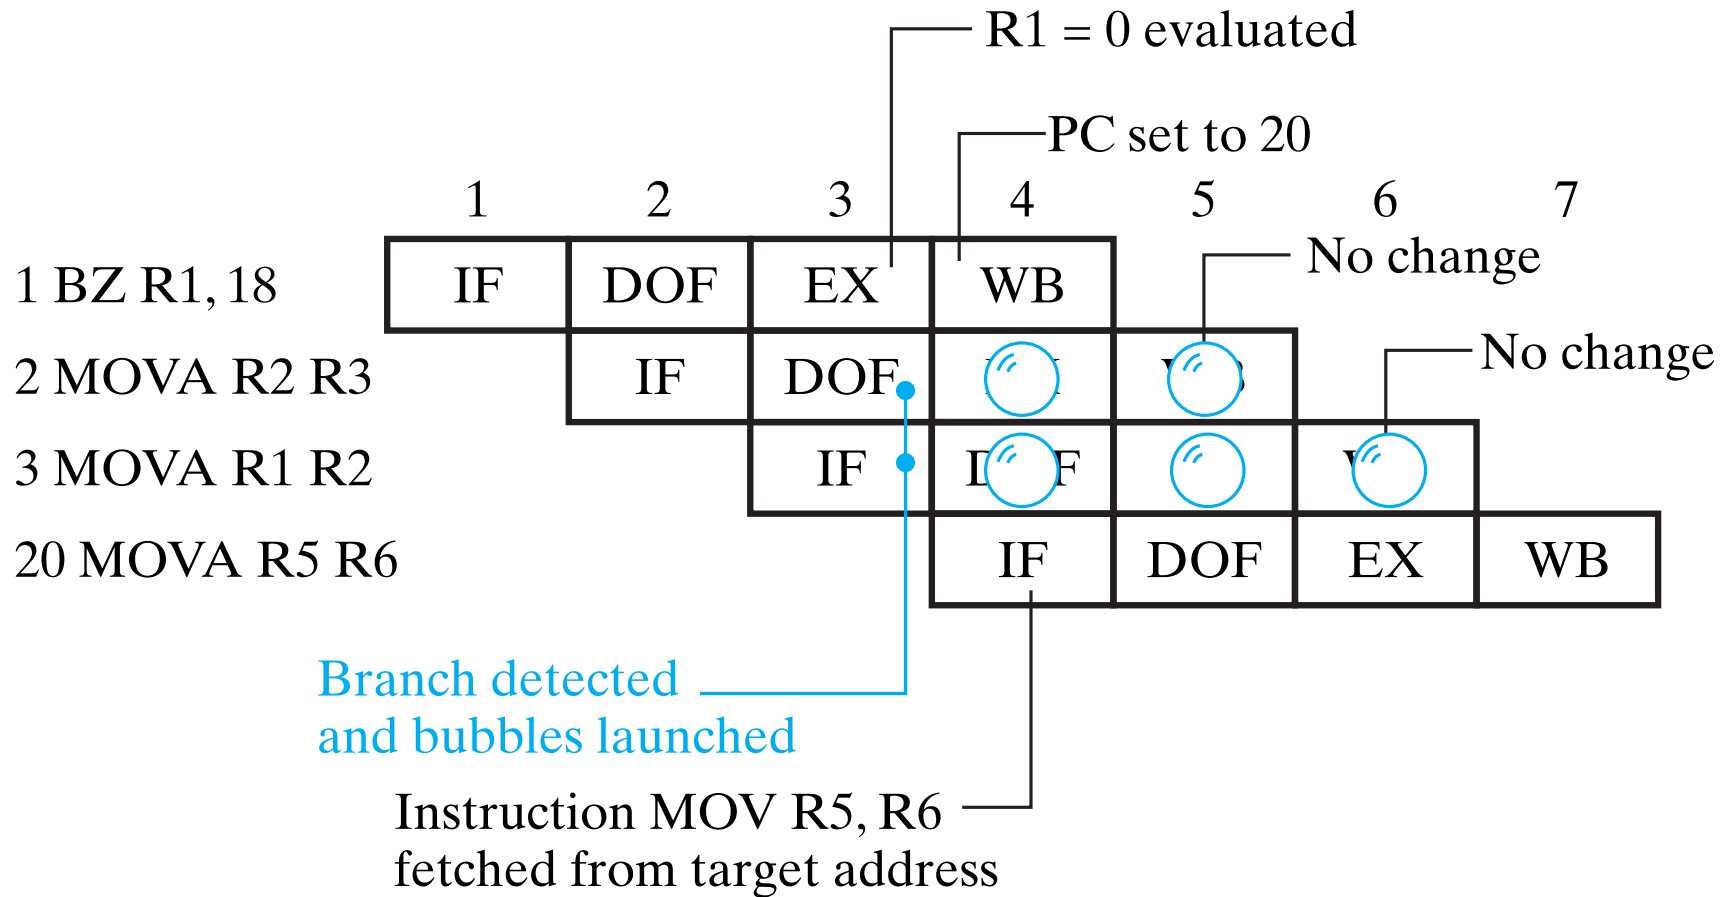 R1 = 0 evaluated
PC set to 20
1 2 3 4 5 6 7
No change
1 BZ R1, 18 IF DOF EX WB
No change
2 MOVA R2 R3 IF DOF
3 MOVA R1 R2 IF
20 MOVA R5 R6 IF DOF EX WB
Branch detected
and bubbles launched
Instruction MOV R5, R6
fetched from target address